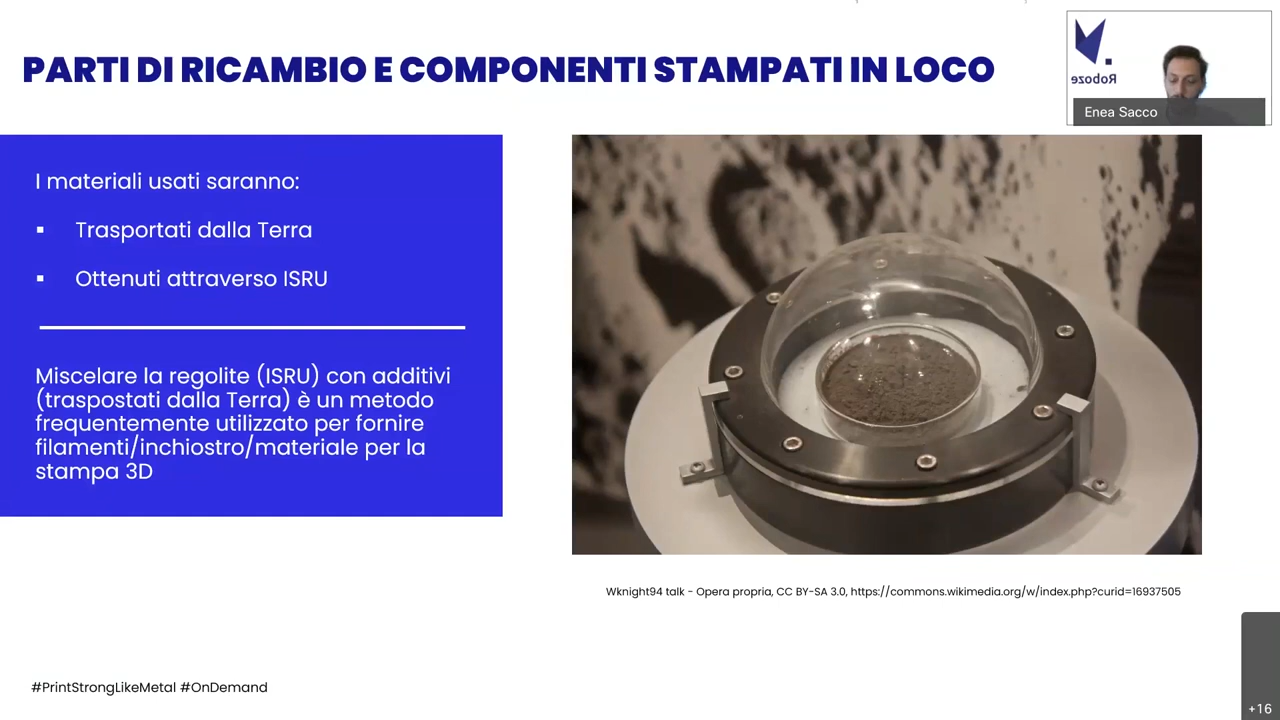 PARTI DI RICAMBIO E COMPONENTI STAMPATI IN LOCO
Roboze
Enea Sacco
I materiali usati saranno:
▪ Trasportati dalla Terra
▪ Ottenuti attraverso ISRU
Miscelare la regolite (ISRU) con additivi
(traspostati dalla Terra) è un metodo
frequentemente utilizzato per fornire
filamenti/inchiostro/materiale per la
stampa 3D
Wknight94 talk - Opera propria, CC BY-SA 3.0, https://commons.wikimedia.org/w/index.php?curid=16937505
#PrintStrongLikeMetal #OnDemand
+16